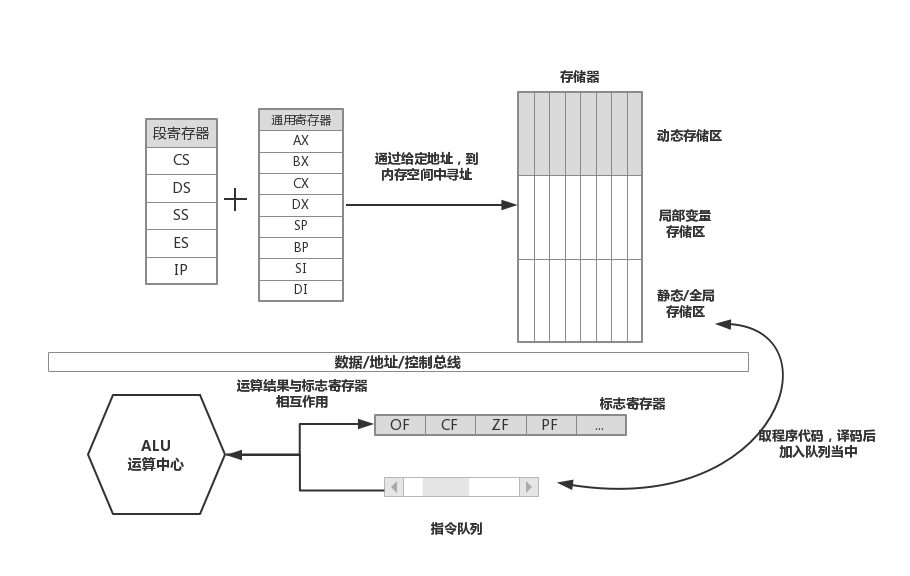 存储器
段寄存器
CS
DS
SS
ES
IP
通用寄存器
AX
BX
CX
DX
SP
BP
SI
DI
通过给定地址，到
内存空间中寻址
动态存储区
局部变量
存储区
静态/全局
存储区
数据/地址/控制总线
运算结果与标志寄存器
相互作用
标志寄存器
OF CF ZF PF ...
ALU
运算中心
取程序代码，译码后
加入队列当中
指令队列